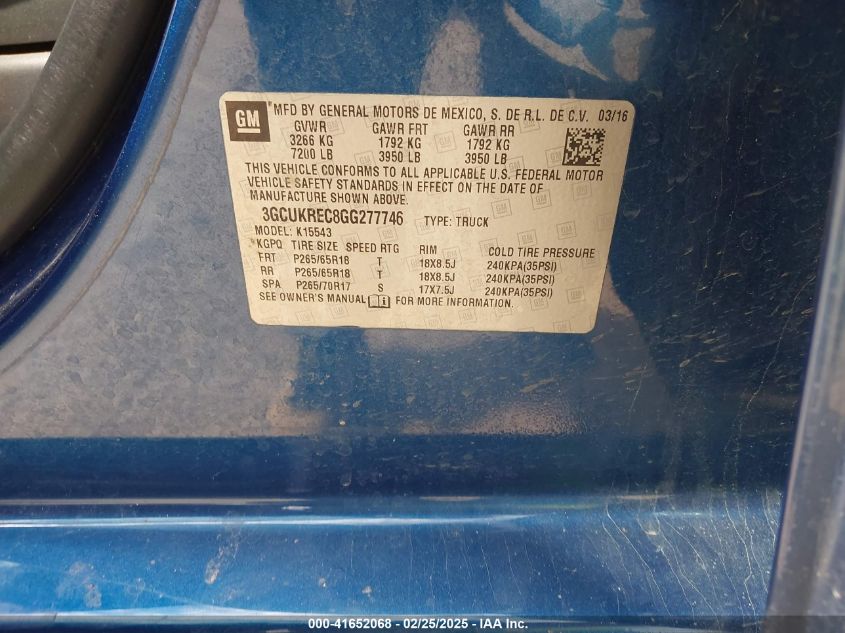 GM MFD BY GENERAL MOTORS DE MEXICO, S. DE R.L. DE C.V. 03/16
GVWR GAWR FRT GAWR RR
3266 KG 1792 KG 1792 KG
7200 LB 3950 LB 3950 LB
THIS VEHICLE CONFORMS TO ALL APPLICABLE U.S. FEDERAL MOTOR
VEHICLE SAFETY STANDARDS IN EFFECT ON THE DATE OF
MANUFACTURE SHOWN ABOVE.
3GCUKREC8GG277746 TYPE: TRUCK
MODEL: K15543
KGPQ TIRE SIZE SPEED RTG RIM COLD TIRE PRESSURE
FRT P265/65R18 T 18X8.5J 240KPA(35PSI)
RR P265/65R18 T 18X8.5J 240KPA(35PSI)
SPA P265/70R17 S 17X7.5J 240KPA(35PSI)
SEE OWNER'S MANUAL FOR MORE INFORMATION.
000-41652068 - 02/25/2025 - IAA Inc.